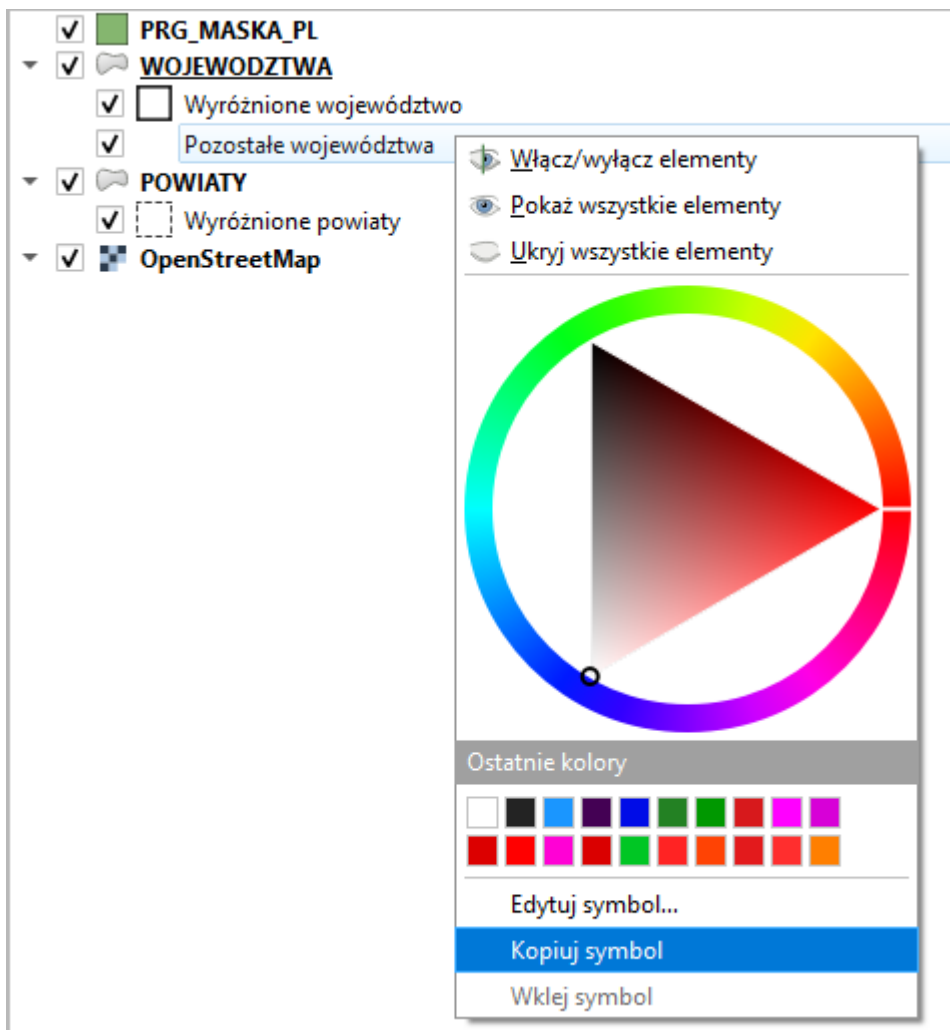 PRG_MASKA_PL
WOJEWODZTWA
Wyróżnione województwo
Pozostałe województwa
POWIATY
Wyróżnione powiaty
OpenStreetMap
Włącz/wyłącz elementy
Pokaż wszystkie elementy
Ukryj wszystkie elementy
Ostatnie kolory
Edytuj symbol...
Kopiuj symbol
Wklej symbol